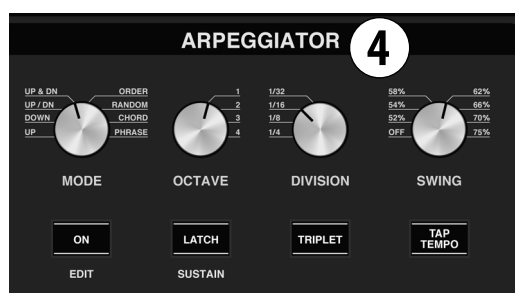 ARPEGGIATOR 4
UP & DN ORDER 1 1/32 58% 62%
UP / DN RANDOM 2 1/16 54% 66%
DOWN CHORD 3 1/8 52% 70%
UP PHRASE 4 1/4 OFF 75%
MODE OCTAVE DIVISION SWING
ON LATCH TRIPLET TAP
TEMPO
EDIT SUSTAIN